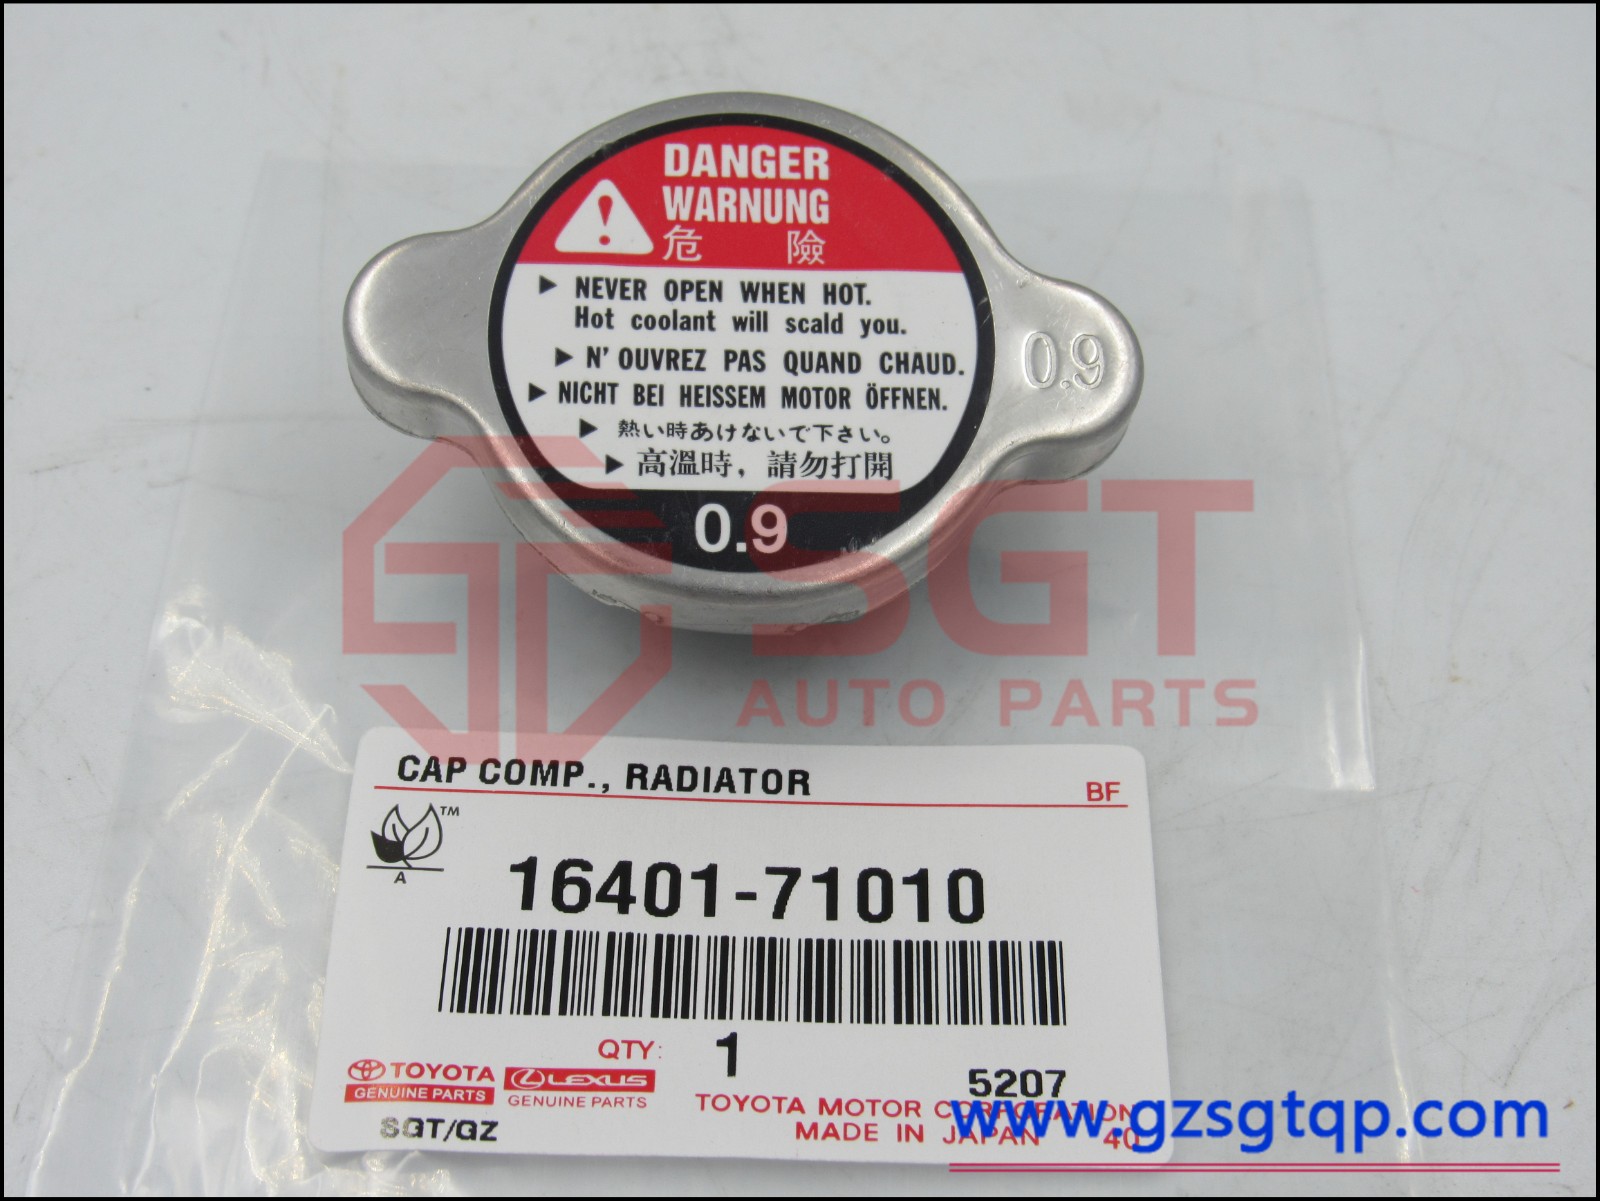 DANGER
WARNUNG
危 險
▶ NEVER OPEN WHEN HOT.
Hot coolant will scald you.
▶ N' OUVREZ PAS QUAND CHAUD.
▶ NICHT BEI HEISSEM MOTOR ÖFFNEN.
▶ 熱い時あけないで下さい。
▶ 高溫時，請勿打開
0.9
0.9
SGT
AUTO PARTS
CAP COMP., RADIATOR
BF
TM
A
16401-71010
QTY: 1
5207
TOYOTA
GENUINE PARTS
LEXUS
GENUINE PARTS
TOYOTA MOTOR CORPORATION
MADE IN JAPAN 40
SGT/GZ
www.gzsgtqp.com